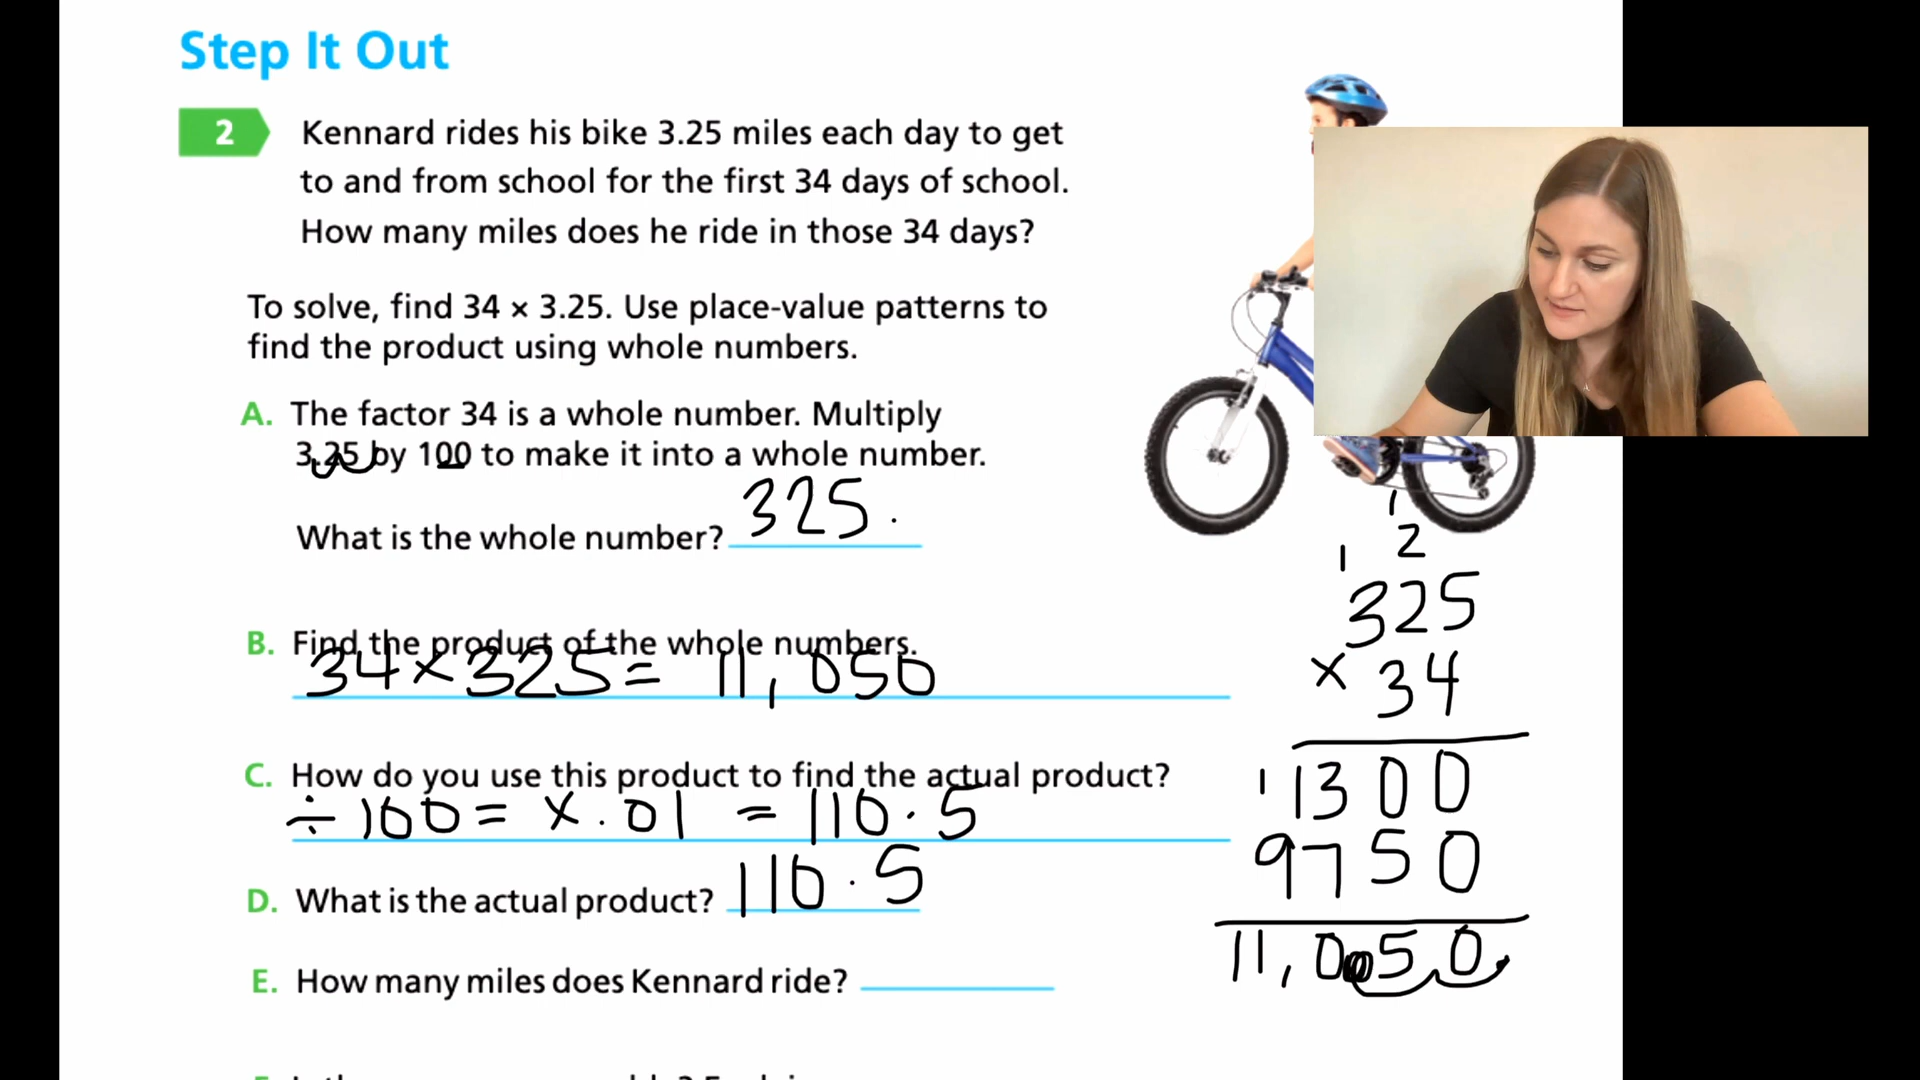 Step It Out
2 Kennard rides his bike 3.25 miles each day to get
to and from school for the first 34 days of school.
How many miles does he ride in those 34 days?
To solve, find 34 × 3.25. Use place-value patterns to
find the product using whole numbers.
A. The factor 34 is a whole number. Multiply
3.25 by 100 to make it into a whole number.
What is the whole number? 325.
B. Find the product of the whole numbers.
34 × 325 = 11,050
C. How do you use this product to find the actual product?
÷ 100 = × .01 = 110.5
D. What is the actual product? 110.5
E. How many miles does Kennard ride?
1
1 2
325
× 34
1 1300
9750
11,050.